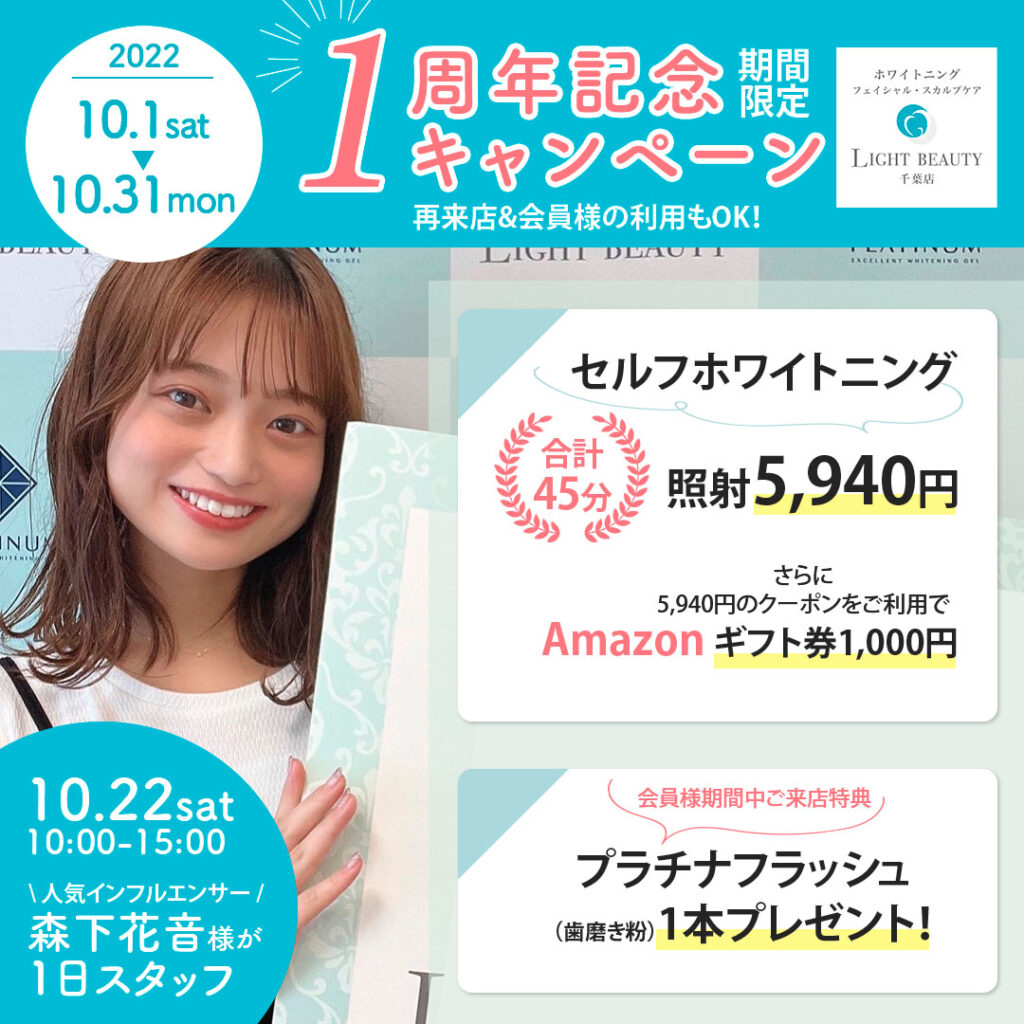 2022
10.1sat
▼
10.31mon
1周年記念
キャンペーン
期間
限定
再来店&会員様の利用もOK!
ホワイトニング
フェイシャル・スカルプケア
LIGHT BEAUTY
千葉店
BEAUTY
LIGHT BEAUTY
PLATINUM
EXCELLENT WHITENING GEL
セルフホワイトニング
合計
45分
照射5,940円
さらに
5,940円のクーポンをご利用で
Amazon ギフト券1,000円
会員様期間中ご来店特典
プラチナフラッシュ
(歯磨き粉)1本プレゼント!
10.22sat
10:00-15:00
\ 人気インフルエンサー /
森下花音様が
1日スタッフ